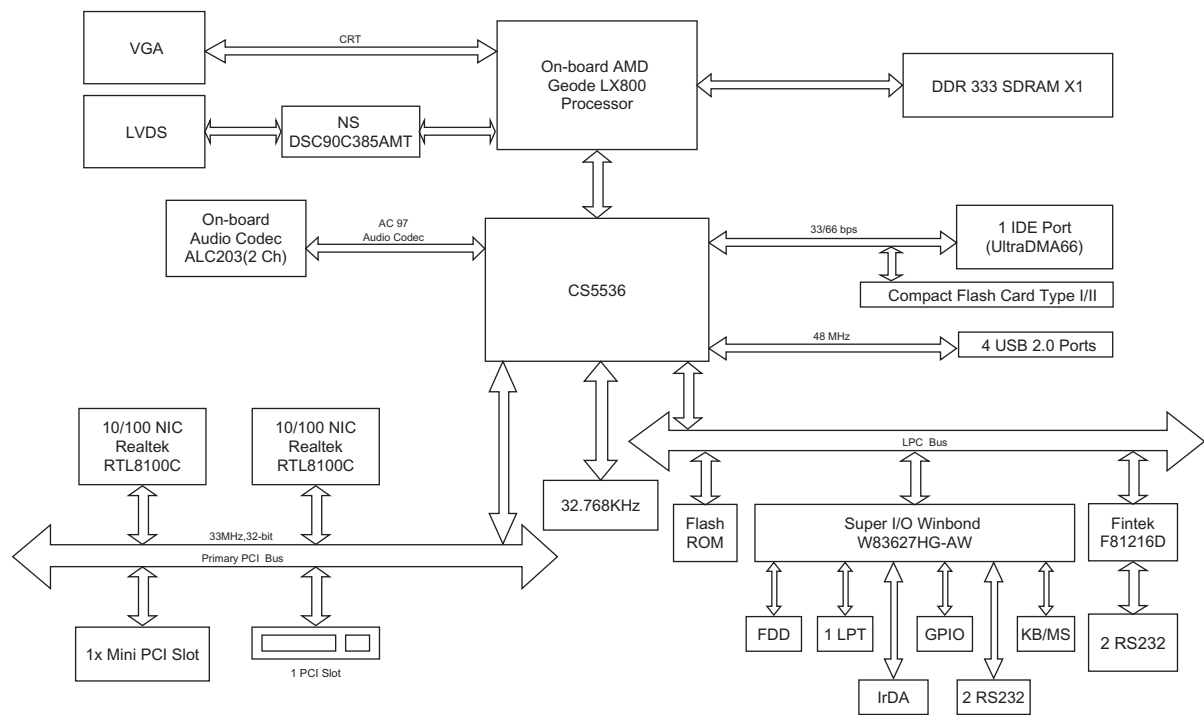 VGA
CRT
On-board AMD
Geode LX800
Processor
DDR 333 SDRAM X1
LVDS
NS
DSC90C385AMT
On-board
Audio Codec
ALC203(2 Ch)
AC 97
Audio Codec
CS5536
33/66 bps
1 IDE Port
(UltraDMA66)
Compact Flash Card Type I/II
48 MHz
4 USB 2.0 Ports
10/100 NIC
Realtek
RTL8100C
10/100 NIC
Realtek
RTL8100C
LPC Bus
32.768KHz
Flash
ROM
Super I/O Winbond
W83627HG-AW
Fintek
F81216D
33MHz,32-bit
Primary PCI Bus
FDD
1 LPT
GPIO
KB/MS
2 RS232
1x Mini PCI Slot
1 PCI Slot
IrDA
2 RS232